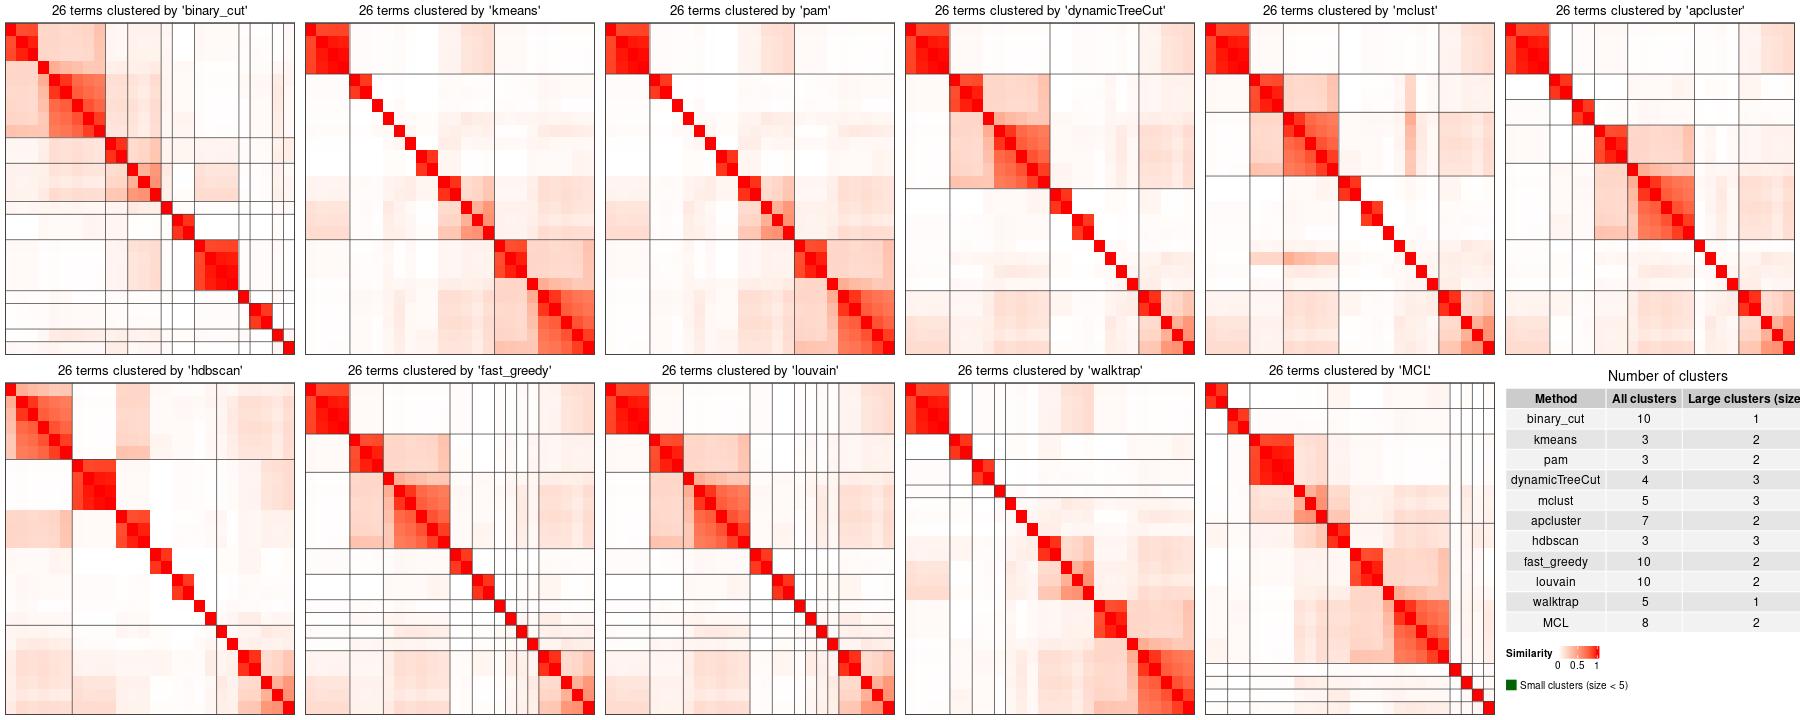 26 terms clustered by 'binary_cut'
26 terms clustered by 'kmeans'
26 terms clustered by 'pam'
26 terms clustered by 'dynamicTreeCut'
26 terms clustered by 'mclust'
26 terms clustered by 'apcluster'
26 terms clustered by 'hdbscan'
26 terms clustered by 'fast_greedy'
26 terms clustered by 'louvain'
26 terms clustered by 'walktrap'
26 terms clustered by 'MCL'
Number of clusters
Method All clusters Large clusters (size
binary_cut 10 1
kmeans 3 2
pam 3 2
dynamicTreeCut 4 3
mclust 5 3
apcluster 7 2
hdbscan 3 3
fast_greedy 10 2
louvain 10 2
walktrap 5 1
MCL 8 2
Similarity
0 0.5 1
Small clusters (size < 5)